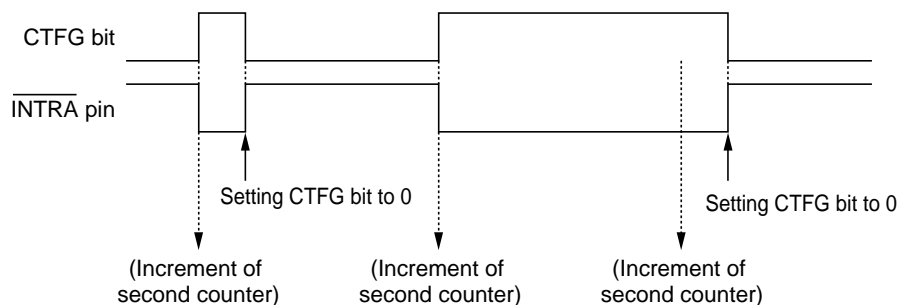 CTFG bit
INTRA pin
Setting CTFG bit to 0
Setting CTFG bit to 0
(Increment of
second counter)
(Increment of
second counter)
(Increment of
second counter)